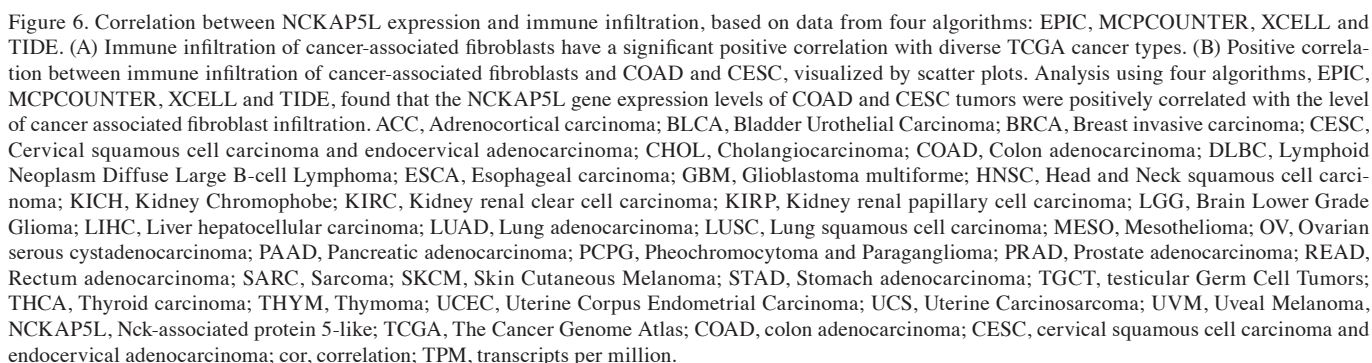 Figure 6. Correlation between NCKAP5L expression and immune infiltration, based on data from four algorithms: EPIC, MCPCOUNTER, XCELL and
TIDE. (A) Immune infiltration of cancer-associated fibroblasts have a significant positive correlation with diverse TCGA cancer types. (B) Positive correla-
tion between immune infiltration of cancer-associated fibroblasts and COAD and CESC, visualized by scatter plots. Analysis using four algorithms, EPIC,
MCPCOUNTER, XCELL and TIDE, found that the NCKAP5L gene expression levels of COAD and CESC tumors were positively correlated with the level
of cancer associated fibroblast infiltration. ACC, Adrenocortical carcinoma; BLCA, Bladder Urothelial Carcinoma; BRCA, Breast invasive carcinoma; CESC,
Cervical squamous cell carcinoma and endocervical adenocarcinoma; CHOL, Cholangiocarcinoma; COAD, Colon adenocarcinoma; DLBC, Lymphoid
Neoplasm Diffuse Large B-cell Lymphoma; ESCA, Esophageal carcinoma; GBM, Glioblastoma multiforme; HNSC, Head and Neck squamous cell carci-
noma; KICH, Kidney Chromophobe; KIRC, Kidney renal clear cell carcinoma; KIRP, Kidney renal papillary cell carcinoma; LGG, Brain Lower Grade
Glioma; LIHC, Liver hepatocellular carcinoma; LUAD, Lung adenocarcinoma; LUSC, Lung squamous cell carcinoma; MESO, Mesothelioma; OV, Ovarian
serous cystadenocarcinoma; PAAD, Pancreatic adenocarcinoma; PCPG, Pheochromocytoma and Paraganglioma; PRAD, Prostate adenocarcinoma; READ,
Rectum adenocarcinoma; SARC, Sarcoma; SKCM, Skin Cutaneous Melanoma; STAD, Stomach adenocarcinoma; TGCT, testicular Germ Cell Tumors;
THCA, Thyroid carcinoma; THYM, Thymoma; UCEC, Uterine Corpus Endometrial Carcinoma; UCS, Uterine Carcinosarcoma; UVM, Uveal Melanoma,
NCKAP5L, Nck-associated protein 5-like; TCGA, The Cancer Genome Atlas; COAD, colon adenocarcinoma; CESC, cervical squamous cell carcinoma and
endocervical adenocarcinoma; cor, correlation; TPM, transcripts per million.